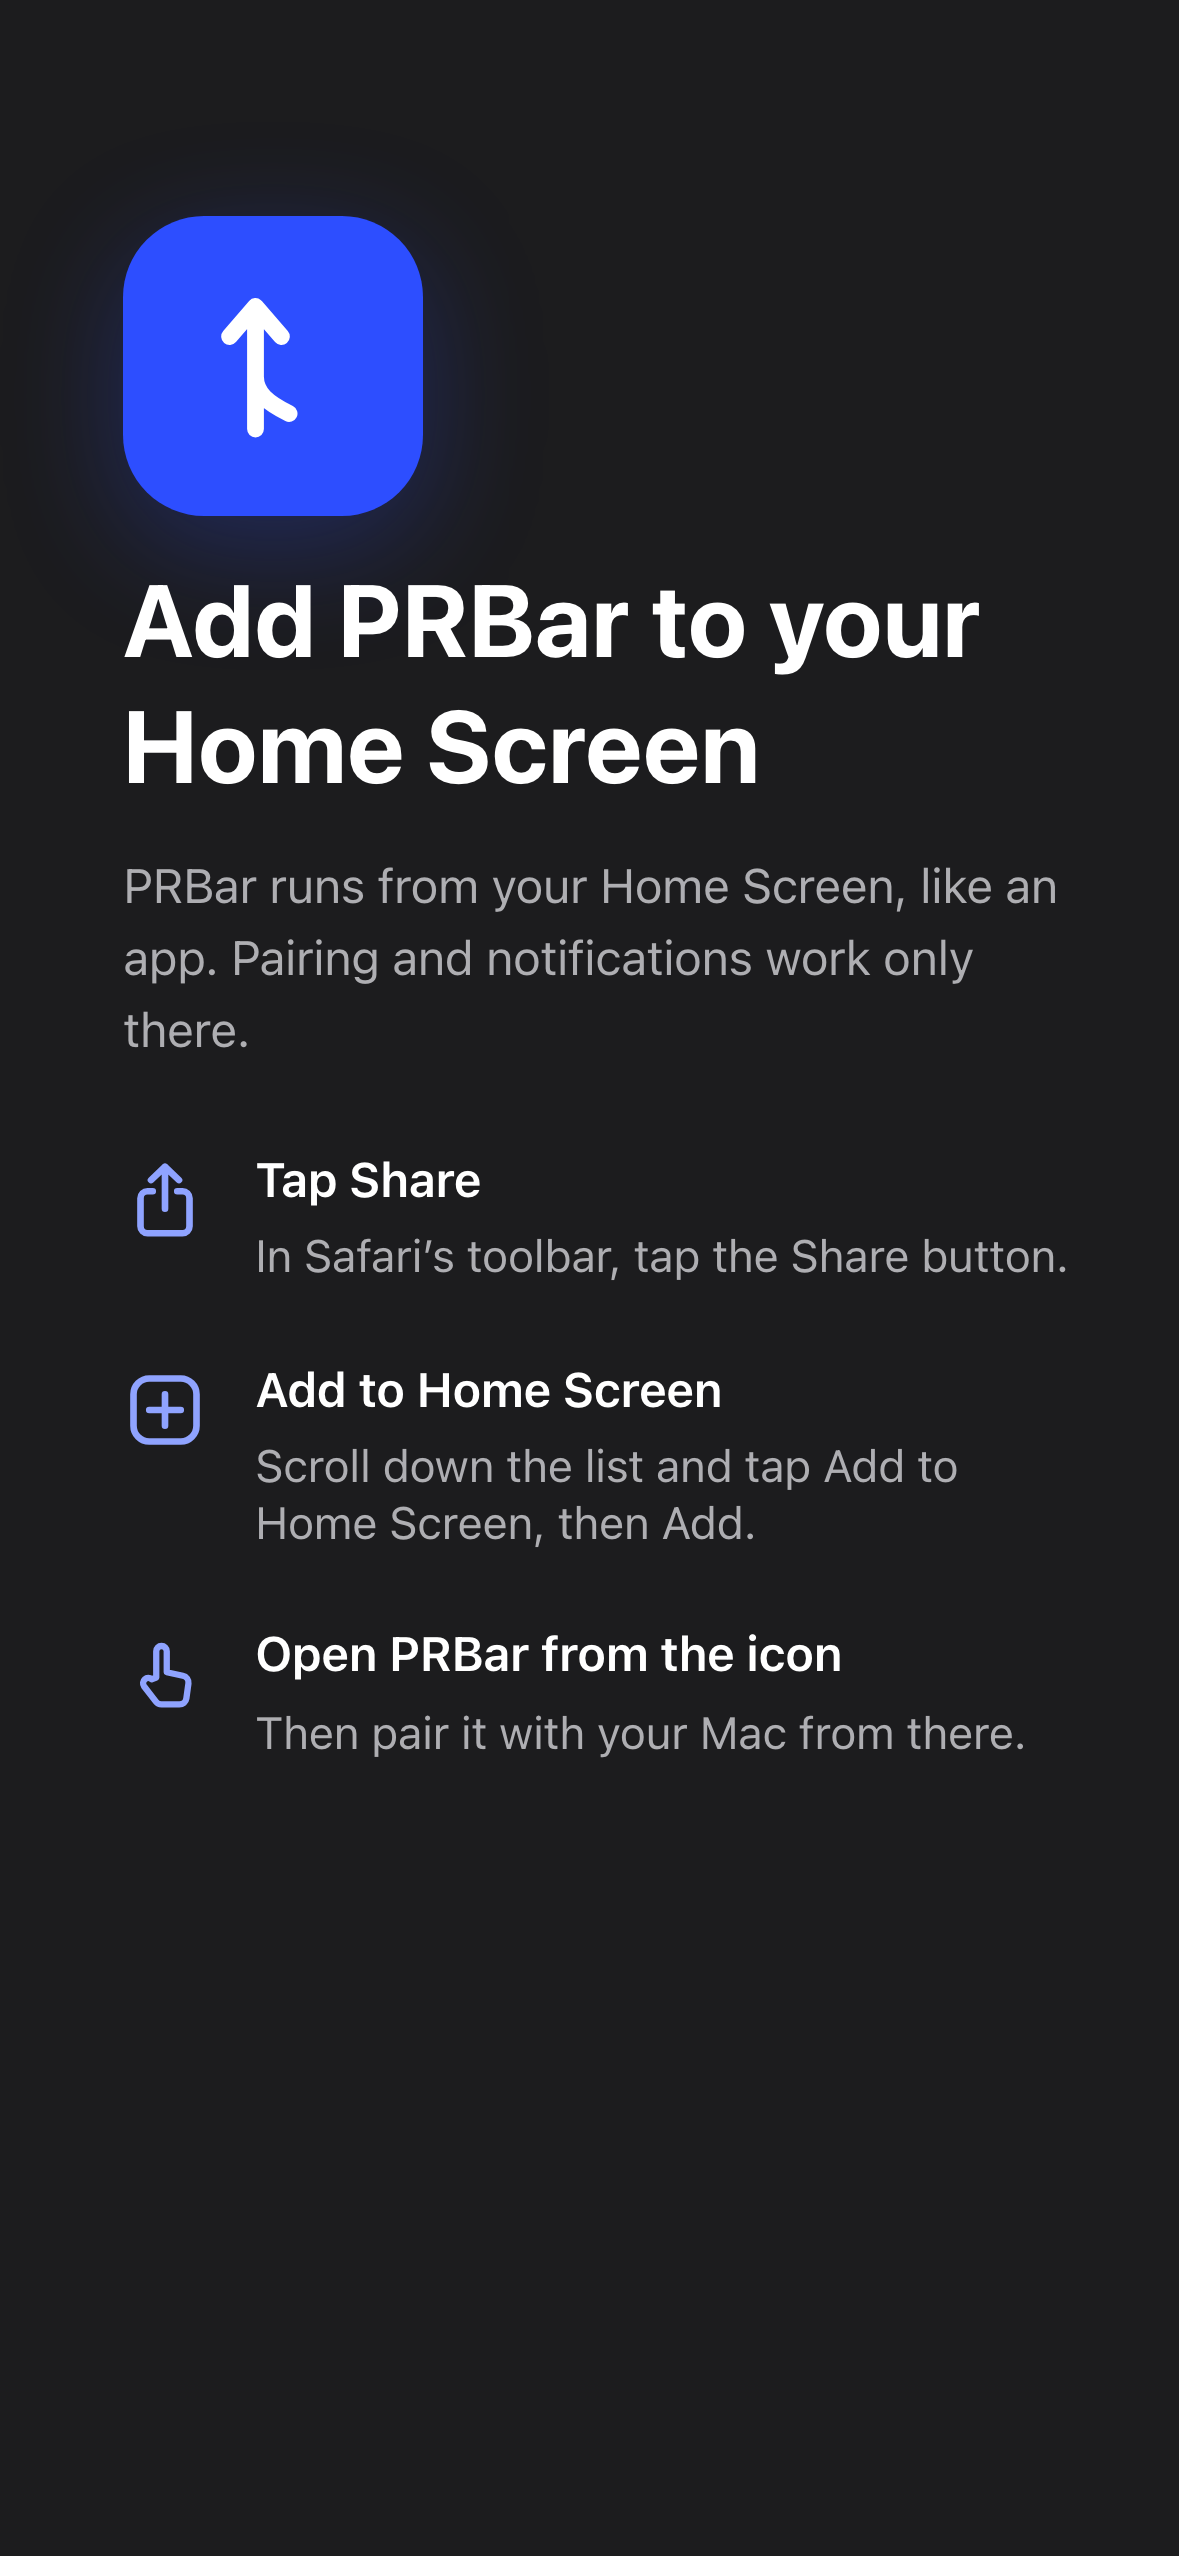 Add PRBar to your
Home Screen
PRBar runs from your Home Screen, like an
app. Pairing and notifications work only
there.
Tap Share
In Safari’s toolbar, tap the Share button.
Add to Home Screen
Scroll down the list and tap Add to
Home Screen, then Add.
Open PRBar from the icon
Then pair it with your Mac from there.